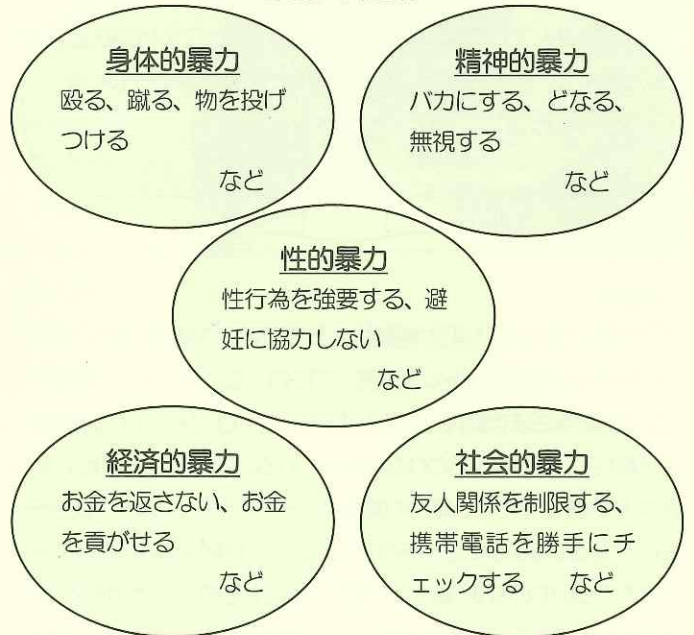 身体的暴力
殴る、蹴る、物を投げ
つける
など
精神的暴力
バカにする、どなる、
無視する
など
性的暴力
性行為を強要する、避
妊に協力しない
など
経済的暴力
お金を返さない、お金
を貢がせる
など
社会的暴力
友人関係を制限する、
携帯電話を勝手にチ
ェックする など